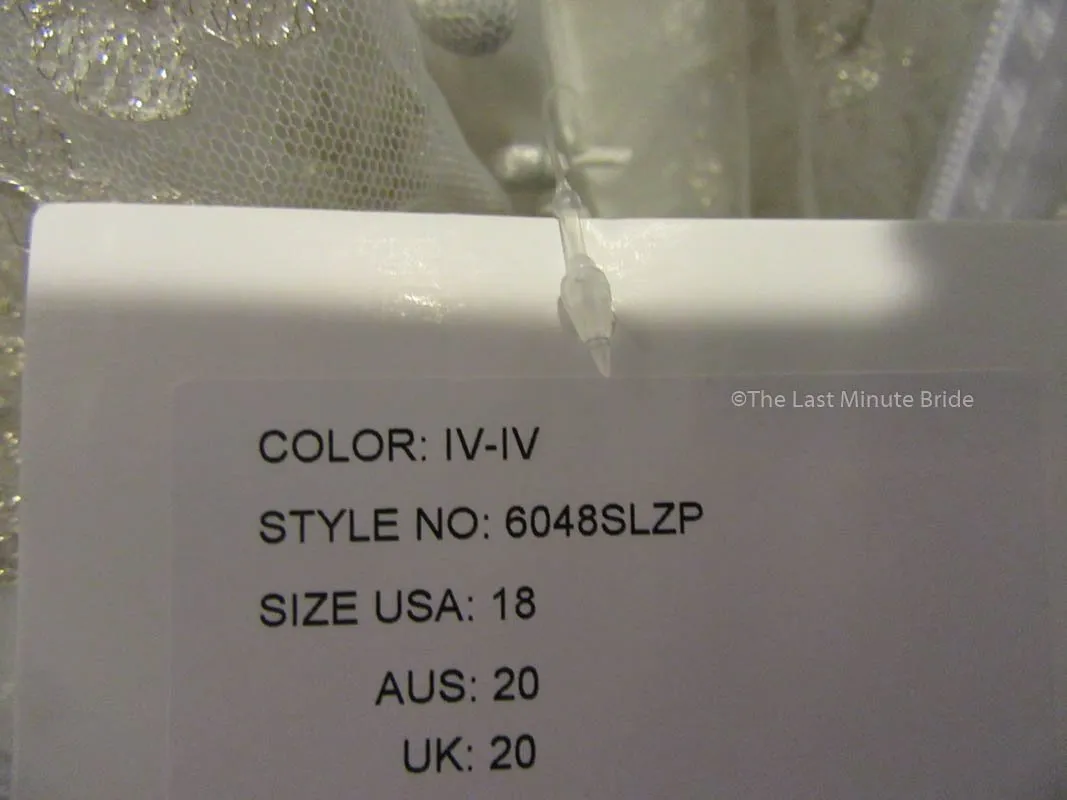 ©The Last Minute Bride
COLOR: IV-IV
STYLE NO: 6048SLZP
SIZE USA: 18
AUS: 20
UK: 20